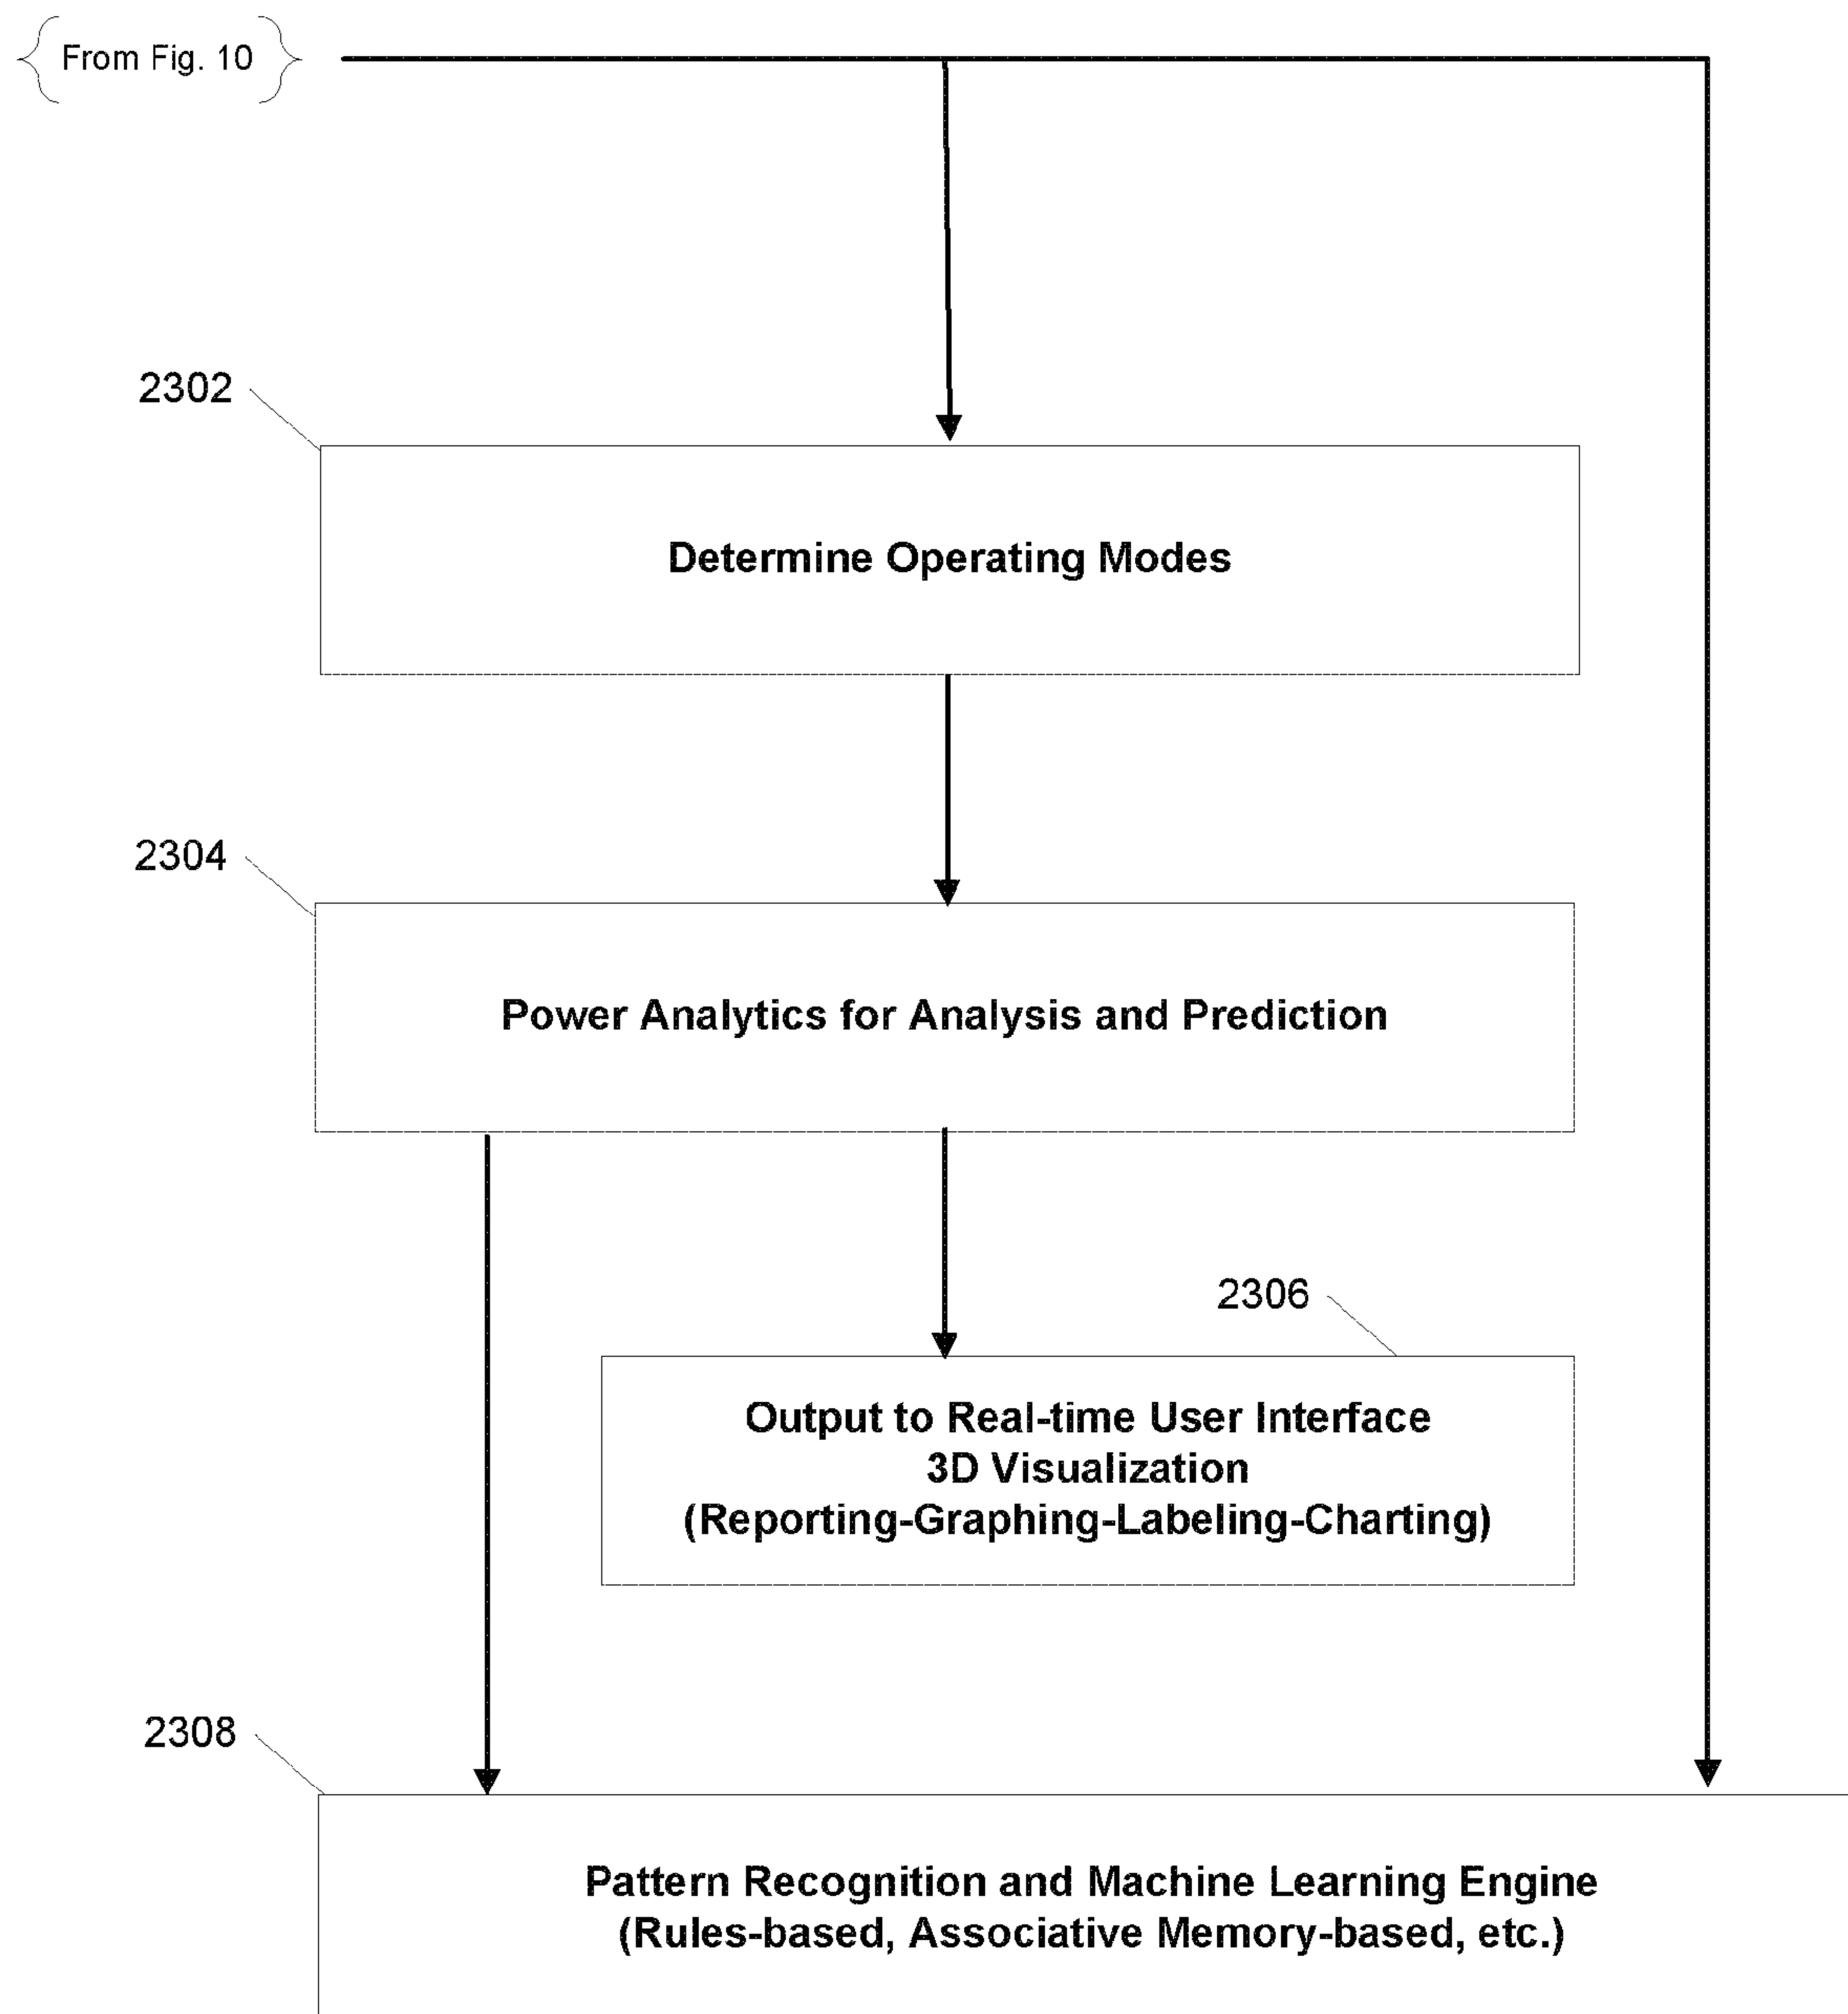 From Fig. 10
2302
Determine Operating Modes
2304
Power Analytics for Analysis and Prediction
2306
Output to Real-time User Interface
3D Visualization
(Reporting-Graphing-Labeling-Charting)
2308
Pattern Recognition and Machine Learning Engine
(Rules-based, Associative Memory-based, etc.)